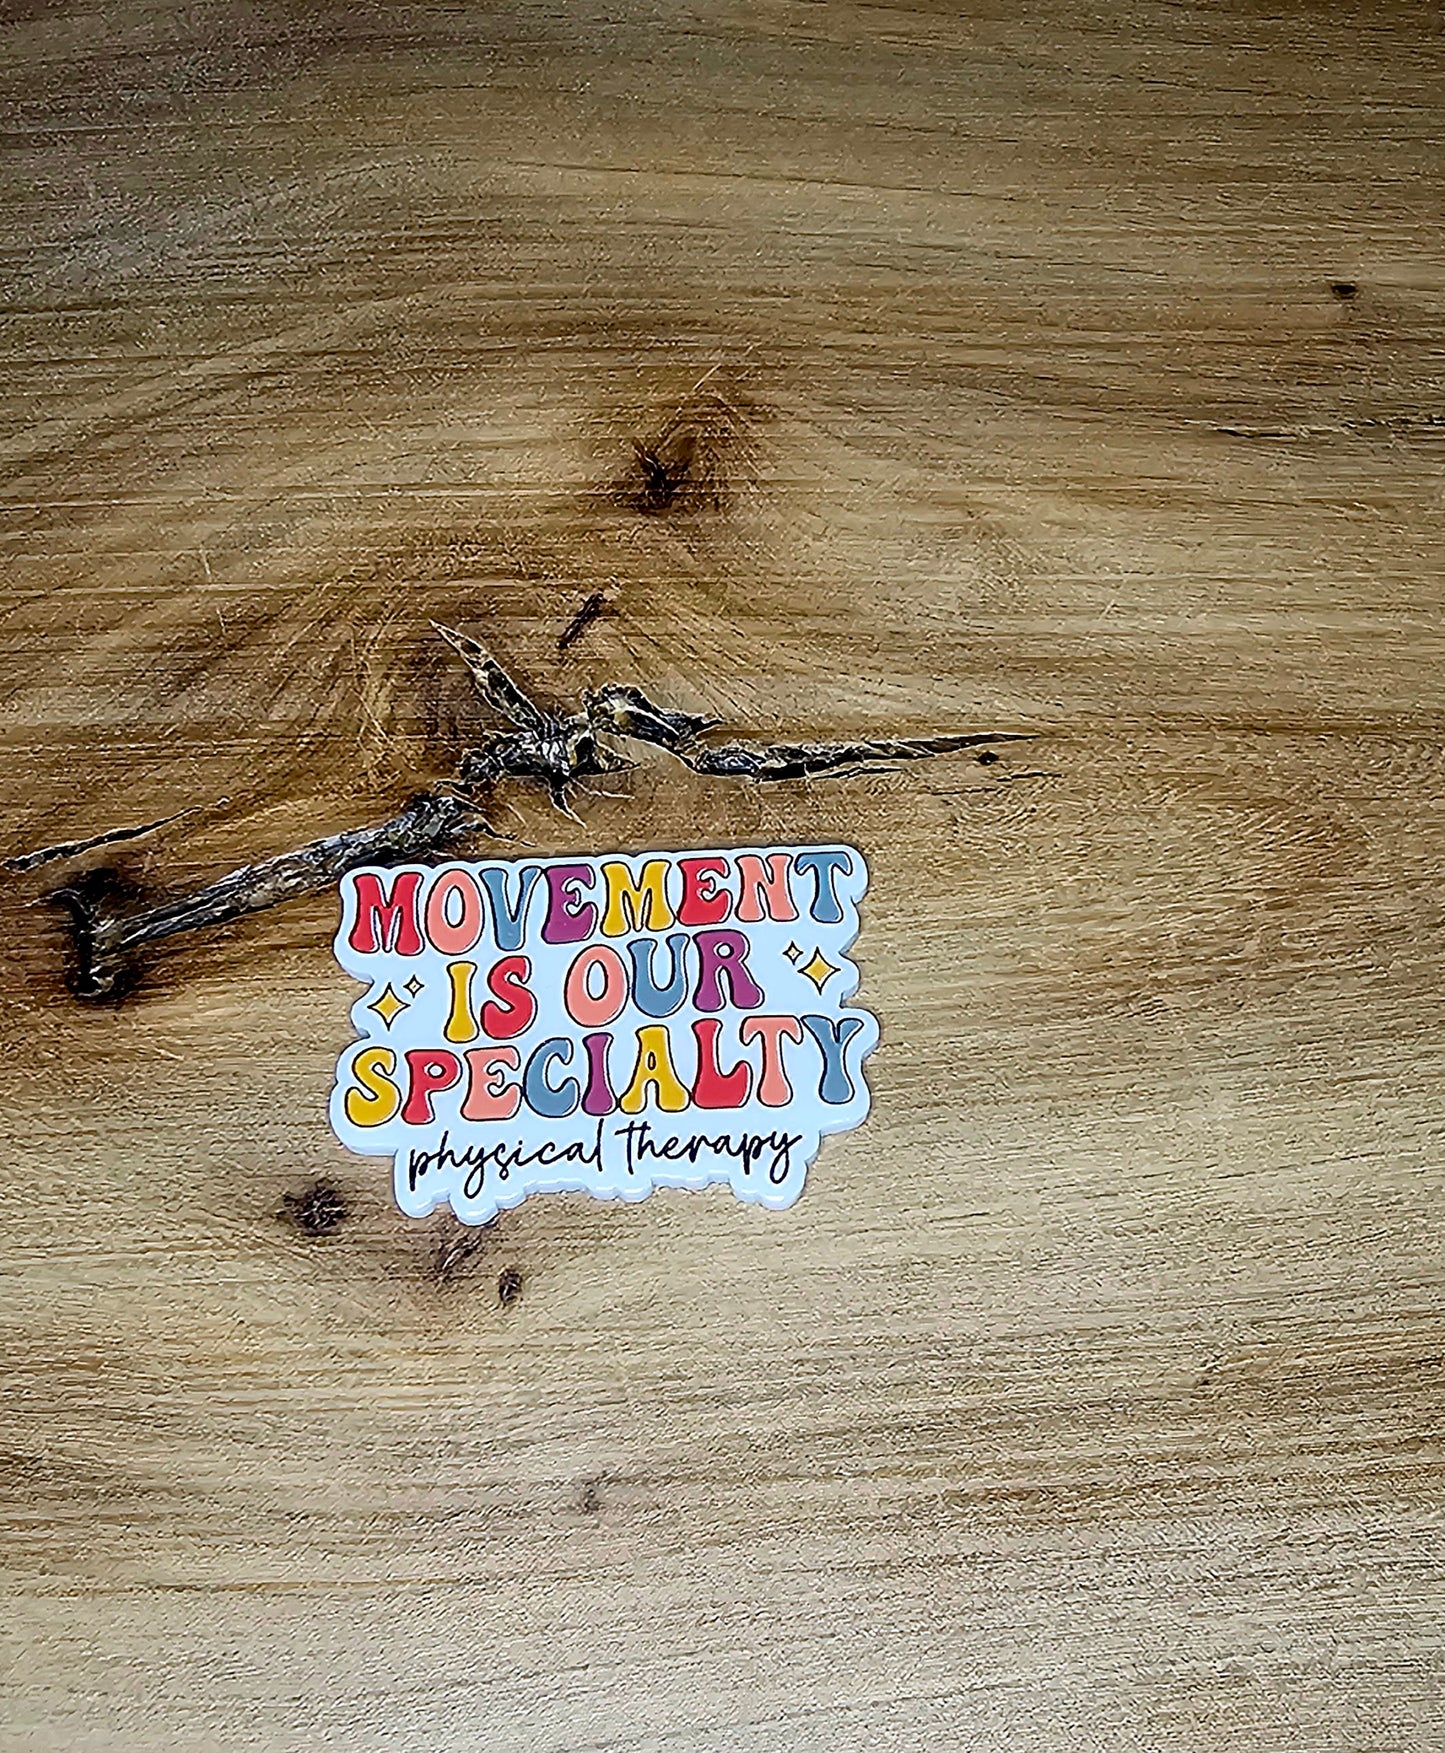 MOVEMENT
IS OUR
SPECIALTY
physical therapy